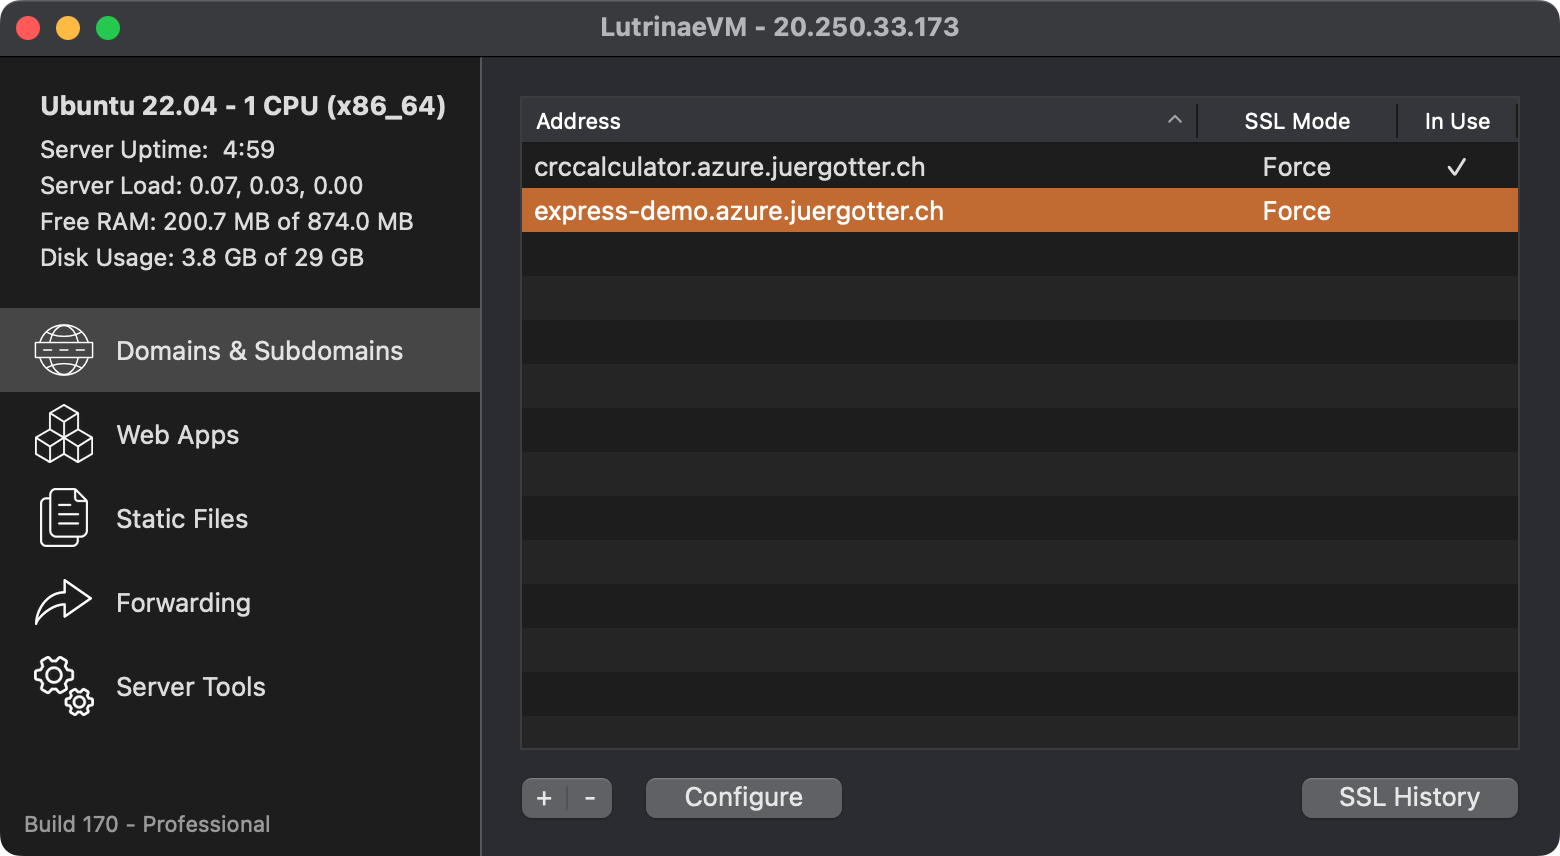 LutrinaeVM - 20.250.33.173
Ubuntu 22.04 - 1 CPU (x86_64)
Server Uptime: 4:59
Server Load: 0.07, 0.03, 0.00
Free RAM: 200.7 MB of 874.0 MB
Disk Usage: 3.8 GB of 29 GB
Domains & Subdomains
Web Apps
Static Files
Forwarding
Server Tools
Build 170 - Professional
Address SSL Mode In Use
crccalculator.azure.juergotter.ch Force ✓
express-demo.azure.juergotter.ch Force
+ - Configure SSL History